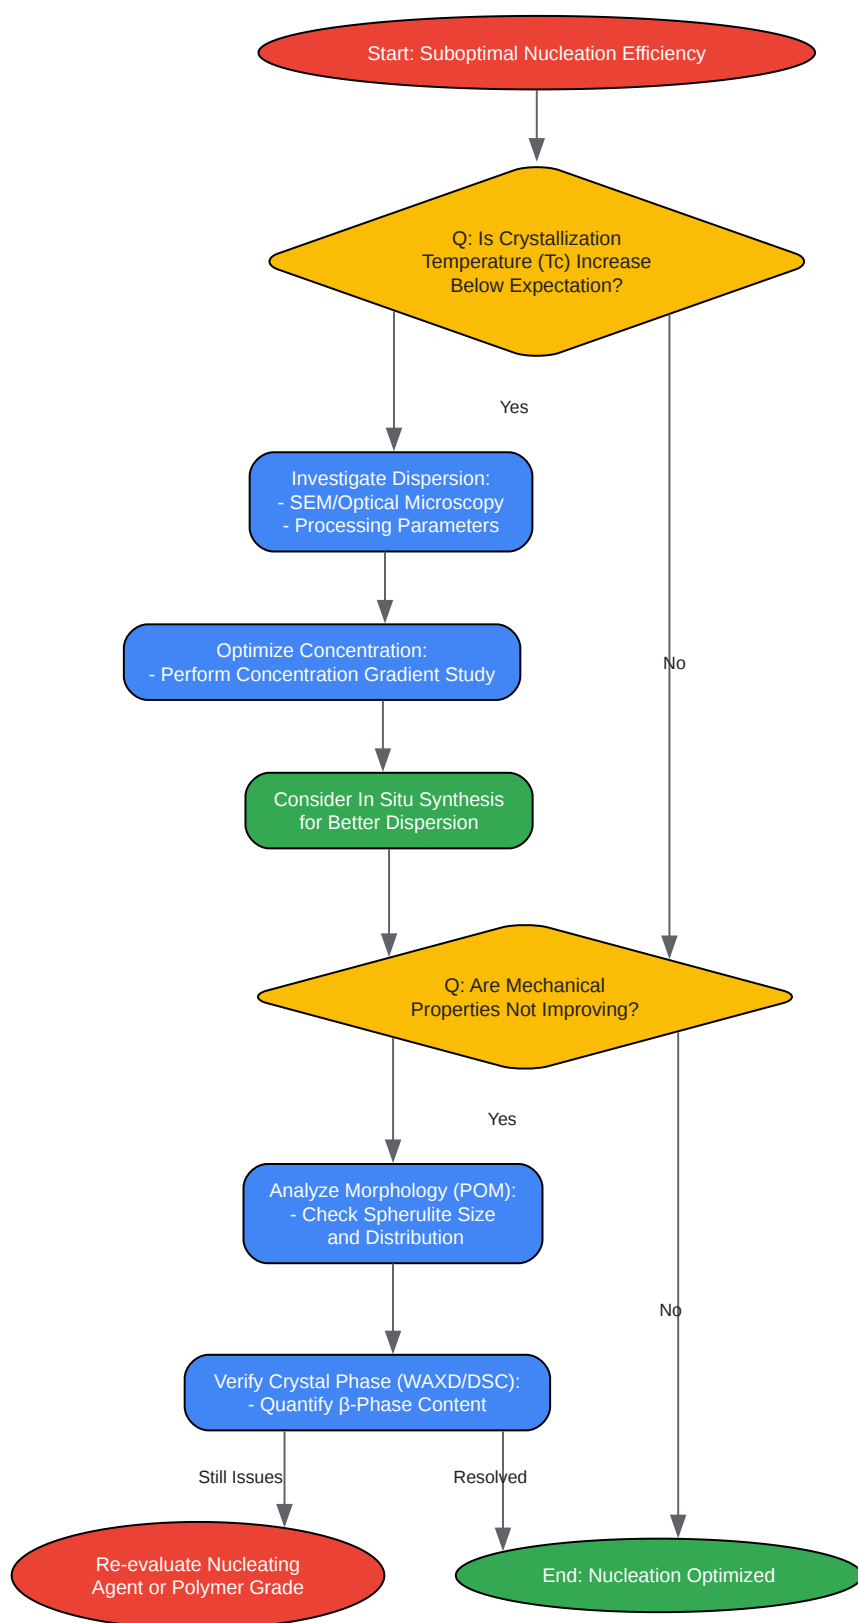 Start: Suboptimal Nucleation Efficiency
Q: Is Crystallization
Temperature (Tc) Increase
Below Expectation?
Yes
Investigate Dispersion:
- SEM/Optical Microscopy
- Processing Parameters
Optimize Concentration:
- Perform Concentration Gradient Study
No
Consider In Situ Synthesis
for Better Dispersion
Q: Are Mechanical
Properties Not Improving?
Yes
Analyze Morphology (POM):
- Check Spherulite Size
and Distribution
No
Verify Crystal Phase (WAXD/DSC):
- Quantify β-Phase Content
Still Issues
Resolved
Re-evaluate Nucleating
Agent or Polymer Grade
End: Nucleation Optimized